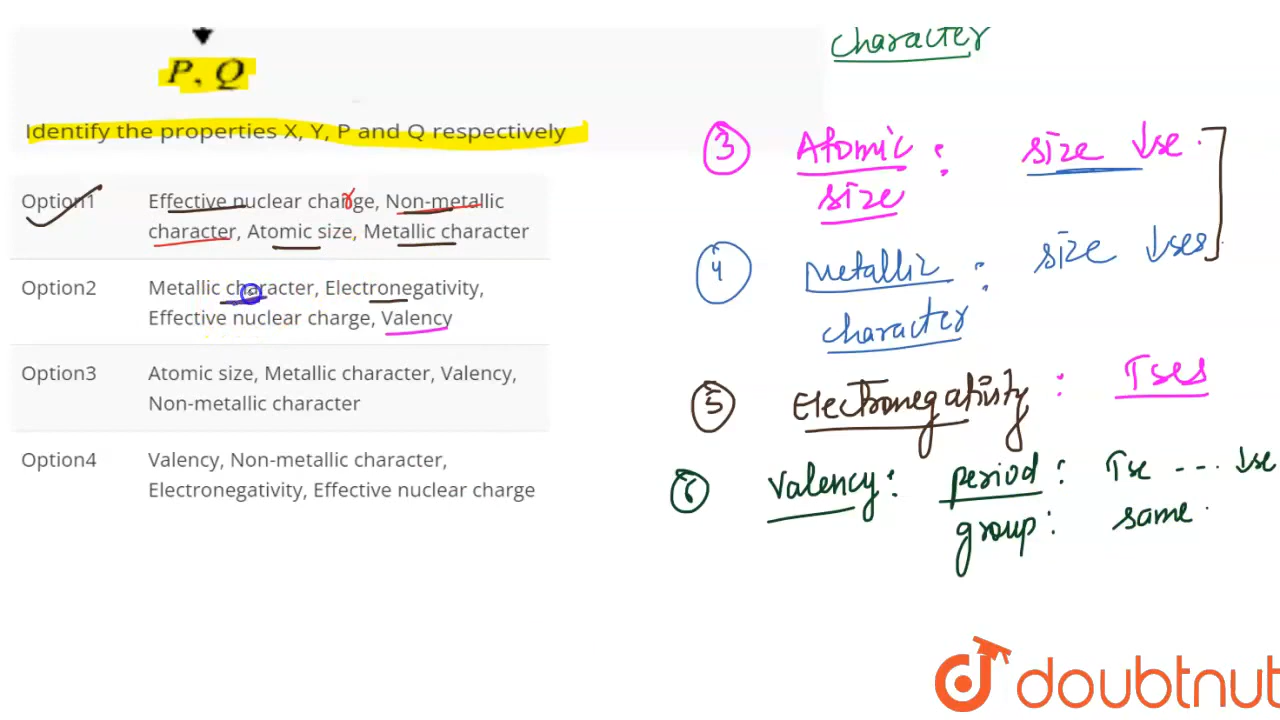 P, Q
Identify the properties X, Y, P and Q respectively
Option1 Effective nuclear charge, Non-metallic
character, Atomic size, Metallic character
Option2 Metallic character, Electronegativity,
Effective nuclear charge, Valency
Option3 Atomic size, Metallic character, Valency,
Non-metallic character
Option4 Valency, Non-metallic character,
Electronegativity, Effective nuclear charge
character
③ Atomic : size ↓se.
size
④ Metallic : size ↓ses
character
⑤ Electronegativity : ↑ses
⑥ Valency : period : ↑se --- ↓se
group : same.
doubtnut